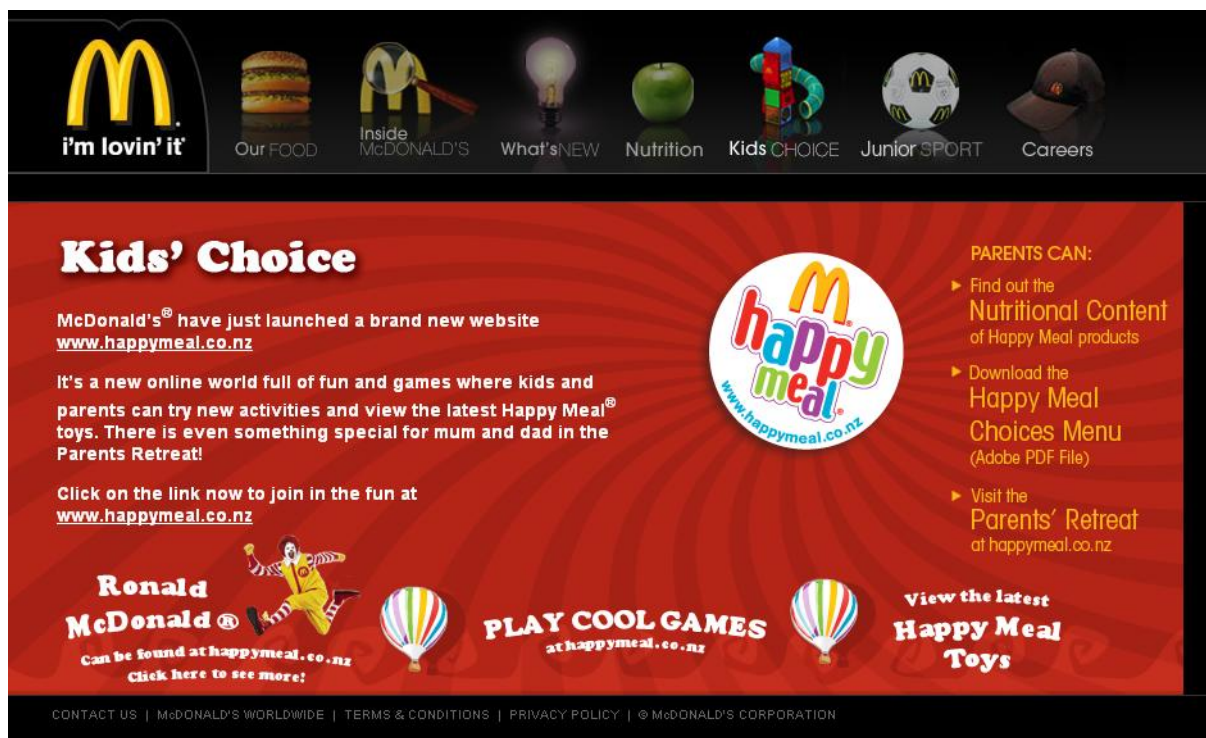 i'm lovin' it
Our FOOD
Inside
McDONALD'S
What'sNEW
Nutrition
Kids CHOICE
Junior SPORT
Careers
Kids' Choice
McDonald's® have just launched a brand new website
www.happymeal.co.nz
It's a new online world full of fun and games where kids and
parents can try new activities and view the latest Happy Meal®
toys. There is even something special for mum and dad in the
Parents Retreat!
Click on the link now to join in the fun at
www.happymeal.co.nz
happy
meal
www.happymeal.co.nz
PARENTS CAN:
Find out the
Nutritional Content
of Happy Meal products
Download the
Happy Meal
Choices Menu
(Adobe PDF File)
Visit the
Parents' Retreat
at happymeal.co.nz
Ronald
McDonald ®
Can be found at happymeal.co.nz
Click here to see more!
PLAY COOL GAMES
at happymeal.co.nz
View the latest
Happy Meal
Toys
CONTACT US | McDONALD'S WORLDWIDE | TERMS & CONDITIONS | PRIVACY POLICY | © McDONALD'S CORPORATION